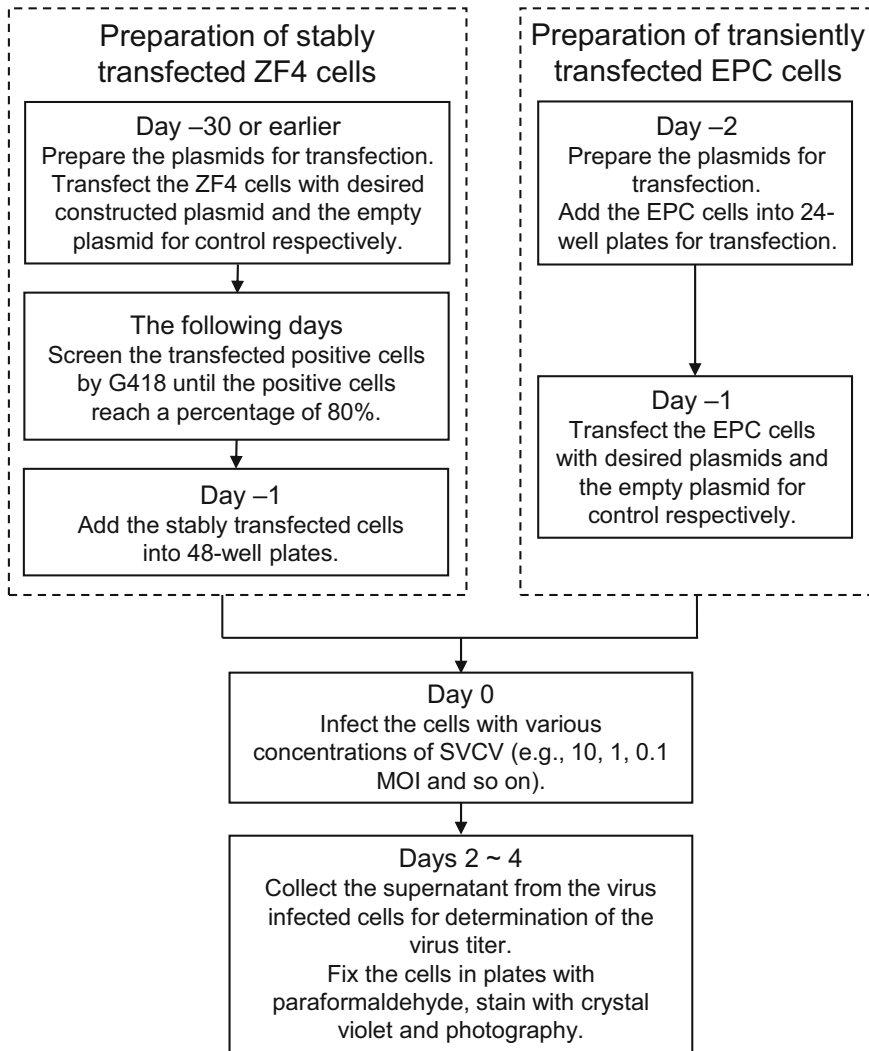 Preparation of stably
transfected ZF4 cells
Day –30 or earlier
Prepare the plasmids for transfection.
Transfect the ZF4 cells with desired
constructed plasmid and the empty
plasmid for control respectively.
The following days
Screen the transfected positive cells
by G418 until the positive cells
reach a percentage of 80%.
Day –1
Add the stably transfected cells
into 48-well plates.
Preparation of transiently
transfected EPC cells
Day –2
Prepare the plasmids for
transfection.
Add the EPC cells into 24-
well plates for transfection.
Day –1
Transfect the EPC cells
with desired plasmids and
the empty plasmid for
control respectively.
Day 0
Infect the cells with various
concentrations of SVCV (e.g., 10, 1, 0.1
MOI and so on).
Days 2 ~ 4
Collect the supernatant from the virus
infected cells for determination of the
virus titer.
Fix the cells in plates with
paraformaldehyde, stain with crystal
violet and photography.